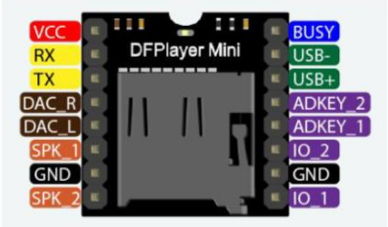 DFPlayer Mini
VCC
RX
TX
DAC_R
DAC_L
SPK_1
GND
SPK_2
BUSY
USB-
USB+
ADKEY_2
ADKEY_1
IO_2
GND
IO_1